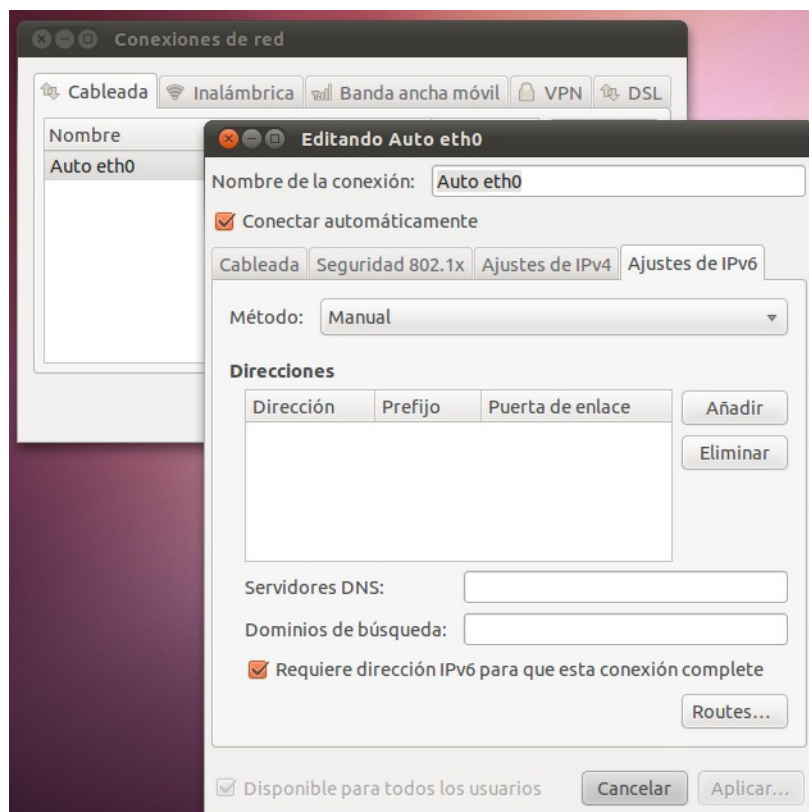 Conexiones de red
Cableada Inalámbrica Banda ancha móvil VPN DSL
Nombre
Auto eth0
Editando Auto eth0
Nombre de la conexión: Auto eth0
Conectar automáticamente
Cableada Seguridad 802.1x Ajustes de IPv4 Ajustes de IPv6
Método: Manual
Direcciones
Dirección Prefijo Puerta de enlace Añadir
Eliminar
Servidores DNS:
Dominios de búsqueda:
Requiere dirección IPv6 para que esta conexión complete
Routes...
Disponible para todos los usuarios Cancelar Aplicar...